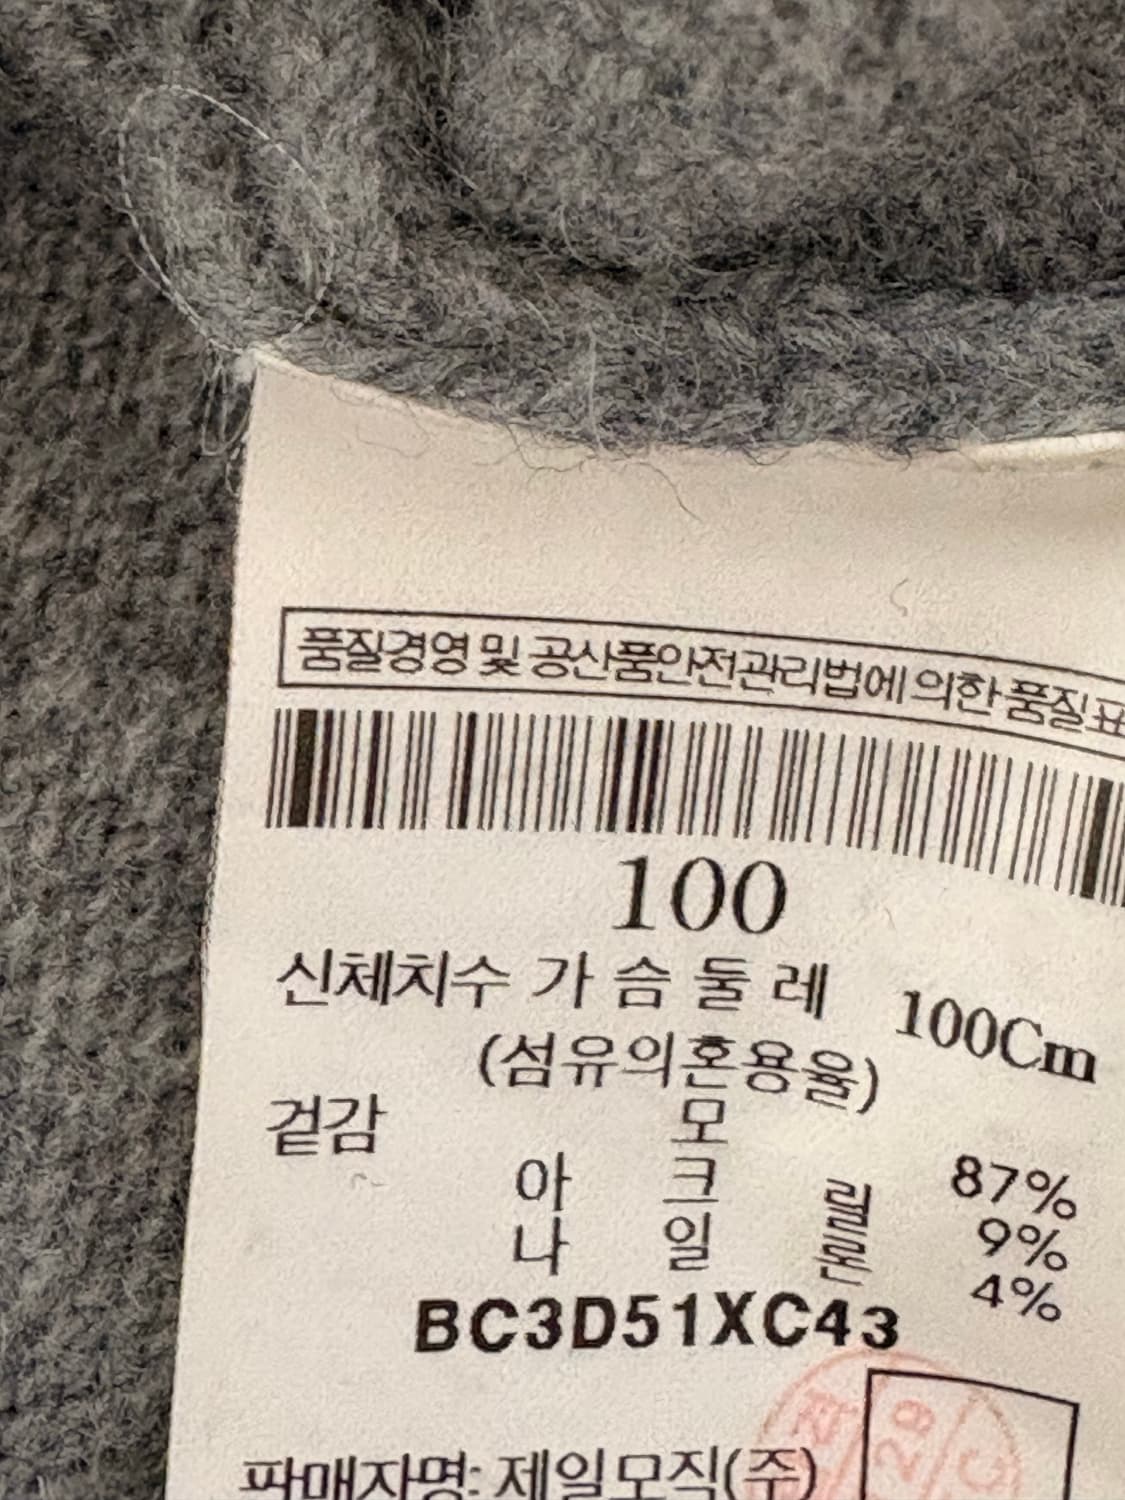 품질경영 및 공산품안전관리법에 의한 품질표
100
신체치수 가 슴 둘 레 100Cm
(섬유의혼용율)
겉감 모 87%
아 크 릴 9%
나 일 론 4%
BC3D51XC43
판매자명: 제일모직(주)